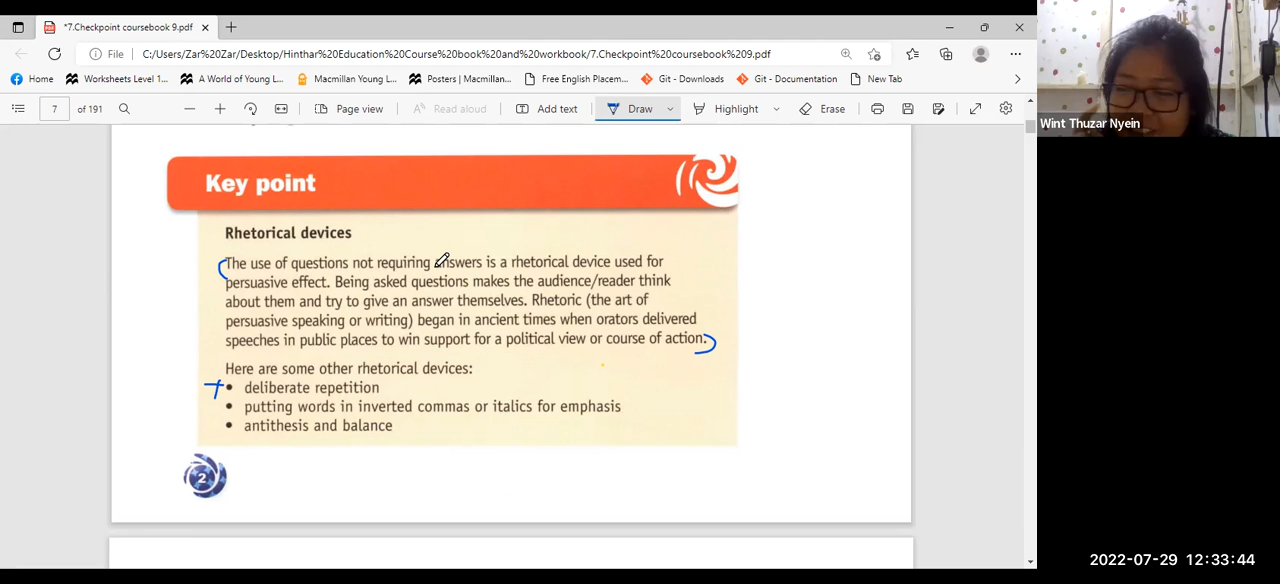 *7.Checkpoint coursebook 9.pdf
File
C:/Users/Zar%20Zar/Desktop/Hinthar%20Education%20Course%20book%20and%20workbook/7.Checkpoint%20coursebook%209.pdf
Home
Worksheets Level 1...
A World of Young L...
Macmillan Young L...
Posters | Macmillan...
Free English Placem...
Git - Downloads
Git - Documentation
New Tab
7
of 191
Page view
Read aloud
Add text
Draw
Highlight
Erase
Wint Thuzar Nyein
Key point
Rhetorical devices
The use of questions not requiring answers is a rhetorical device used for
persuasive effect. Being asked questions makes the audience/reader think
about them and try to give an answer themselves. Rhetoric (the art of
persuasive speaking or writing) began in ancient times when orators delivered
speeches in public places to win support for a political view or course of action.
Here are some other rhetorical devices:
• deliberate repetition
• putting words in inverted commas or italics for emphasis
• antithesis and balance
2
2022-07-29 12:33:44